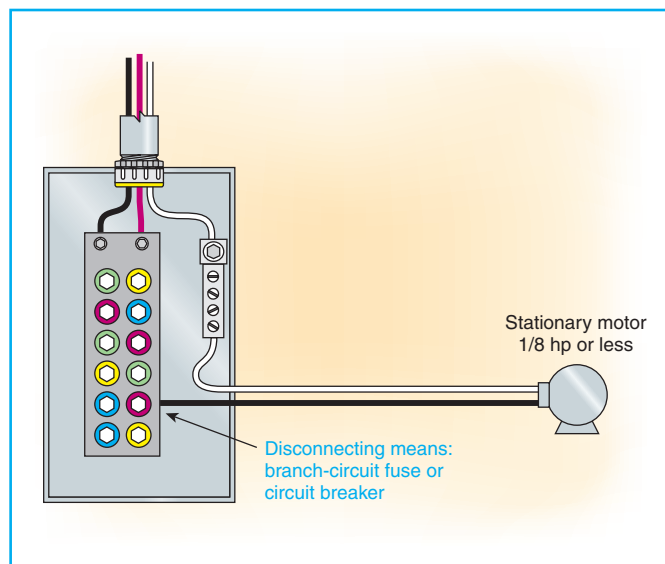 Stationary motor
1/8 hp or less
Disconnecting means:
branch-circuit fuse or
circuit breaker